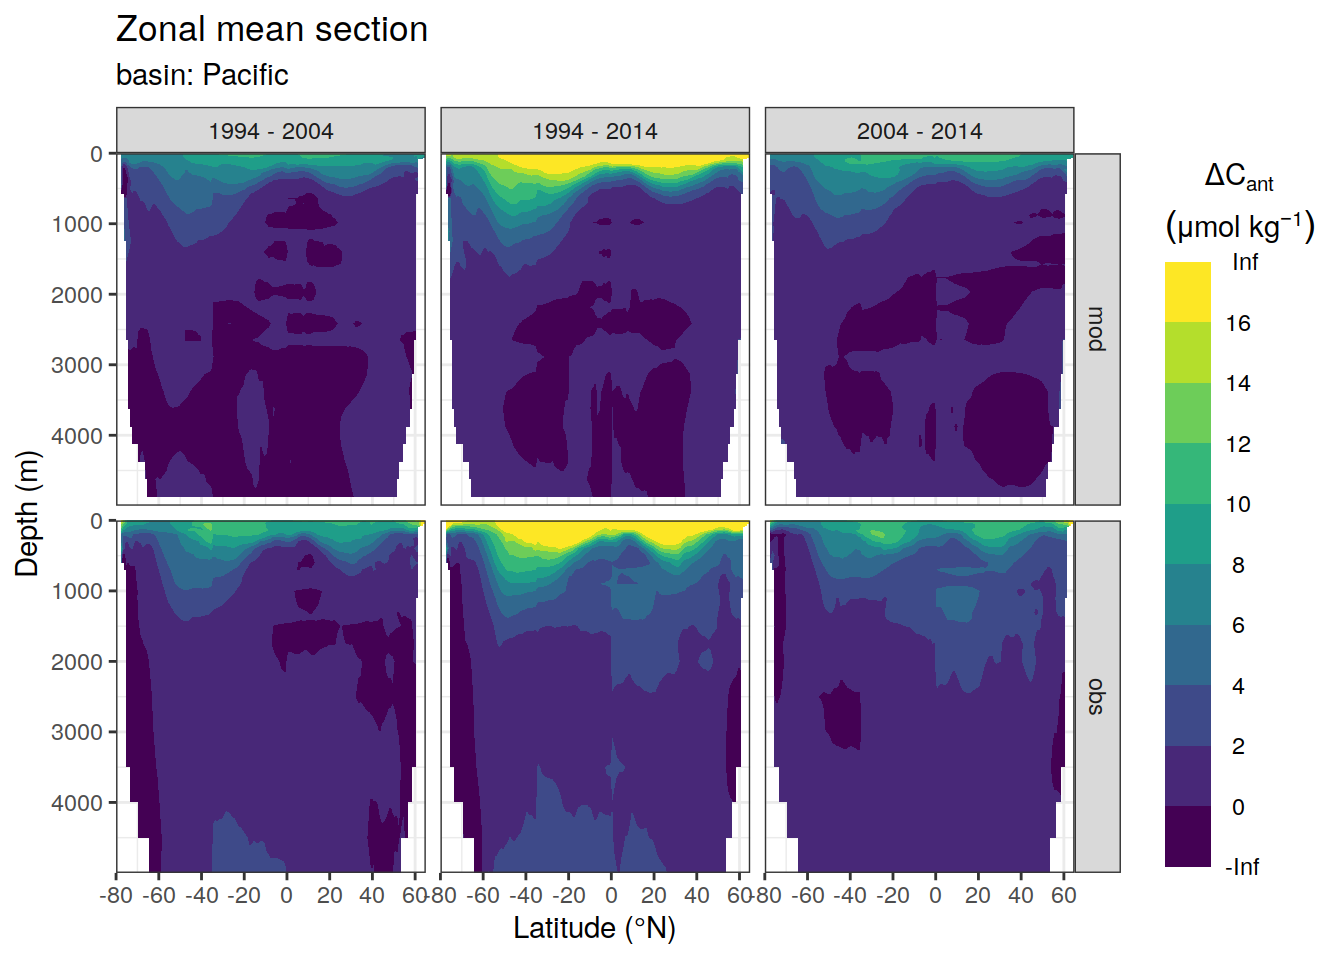 Zonal mean section
basin: Pacific
1994 - 2004
1994 - 2014
2004 - 2014
0
1000
2000
3000
4000
mod
0
1000
2000
3000
4000
obs
-80 -60 -40 -20 0 20 40 60
-80 -60 -40 -20 0 20 40 60
-80 -60 -40 -20 0 20 40 60
Latitude (°N)
Depth (m)
ΔCant
(μmol kg⁻¹)
Inf
16
14
12
10
8
6
4
2
0
-Inf